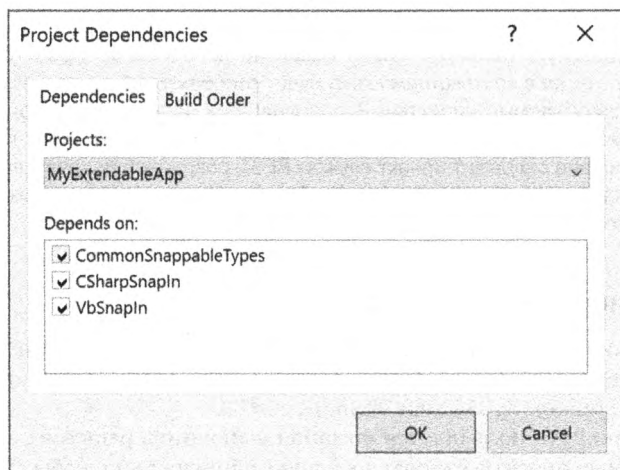 Project Dependencies ? ×
Dependencies Build Order
Projects:
MyExtendableApp
Depends on:
CommonSnappableTypes
CSharpSnapIn
VbSnapIn
OK Cancel